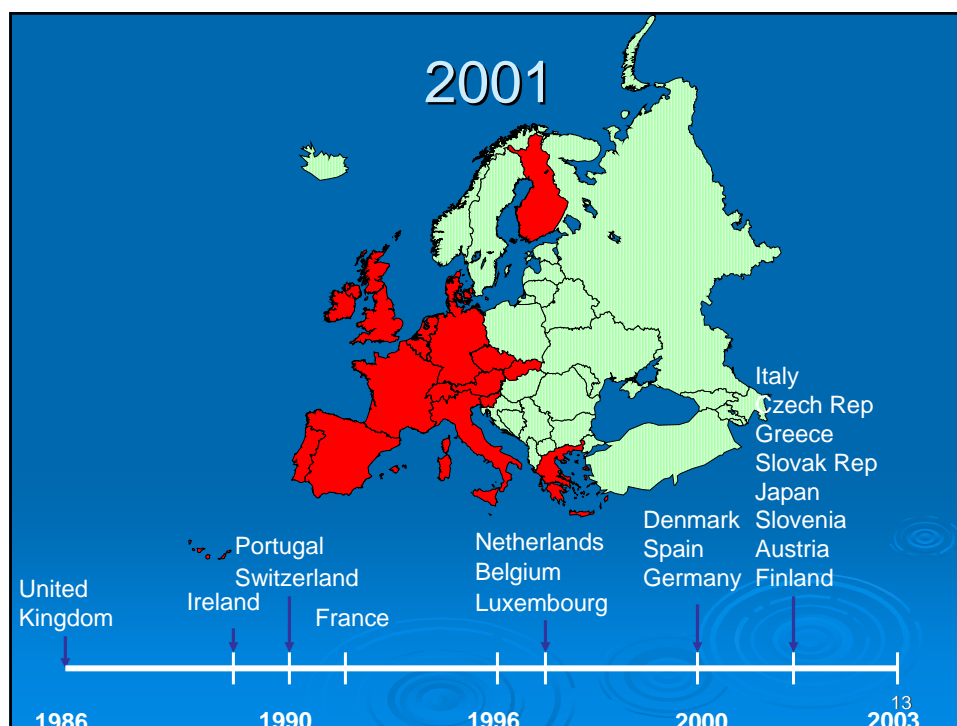 2001
Italy
Czech Rep
Greece
Slovak Rep
Japan
Slovenia
Austria
Finland
Denmark
Spain
Germany
Netherlands
Belgium
Luxembourg
Portugal
Switzerland
France
Ireland
United
Kingdom
1986
1990
1996
2000
2003
13